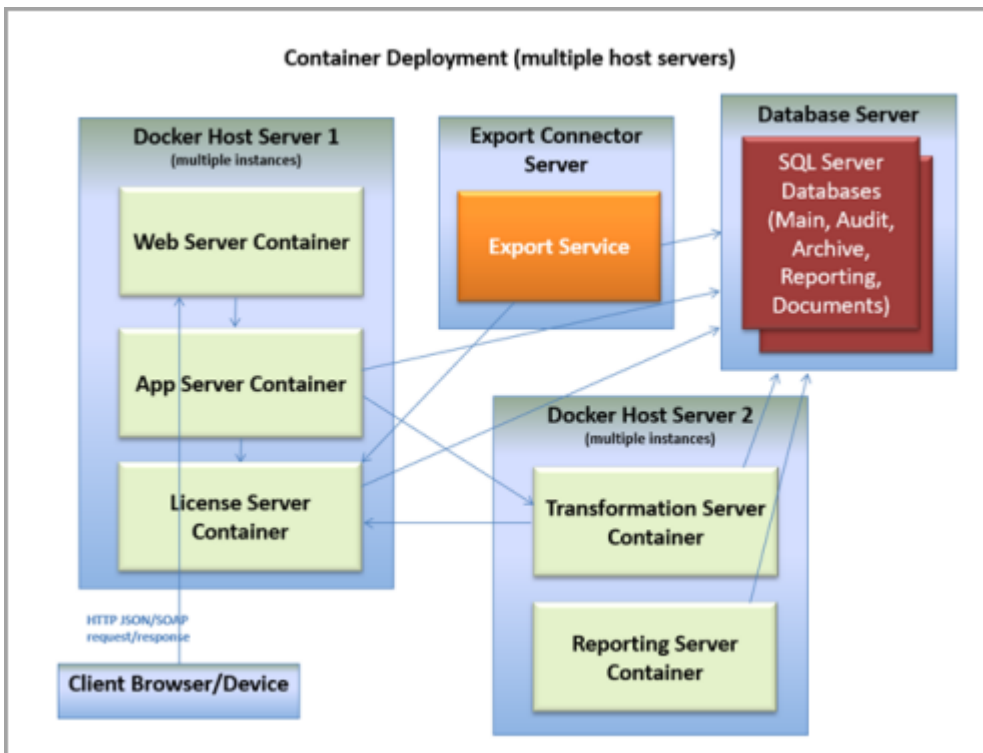 Container Deployment (multiple host servers)
Docker Host Server 1
(multiple instances)
Web Server Container
App Server Container
License Server
Container
HTTP JSON/SOAP
request/response
Client Browser/Device
Export Connector
Server
Export Service
Database Server
SQL Server
Databases
(Main, Audit,
Archive,
Reporting,
Documents)
Docker Host Server 2
(multiple instances)
Transformation Server
Container
Reporting Server
Container